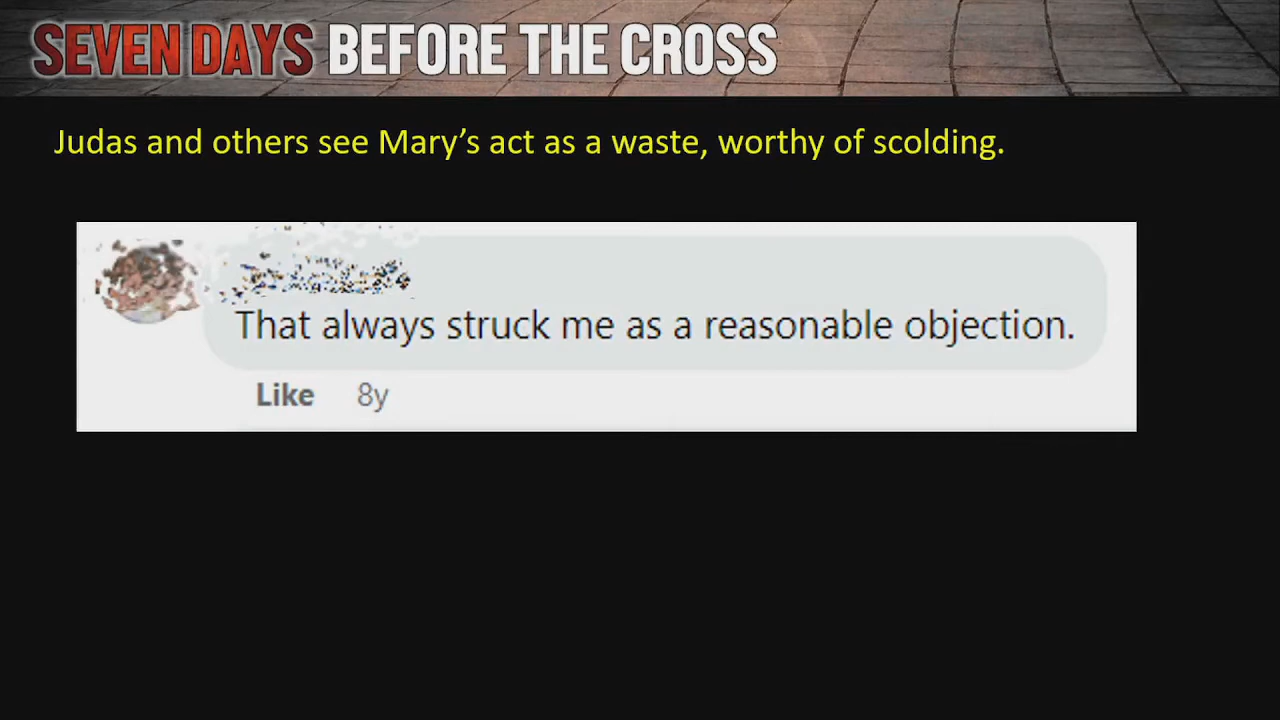 SEVEN DAYS BEFORE THE CROSS
Judas and others see Mary’s act as a waste, worthy of scolding.
That always struck me as a reasonable objection.
Like 8y